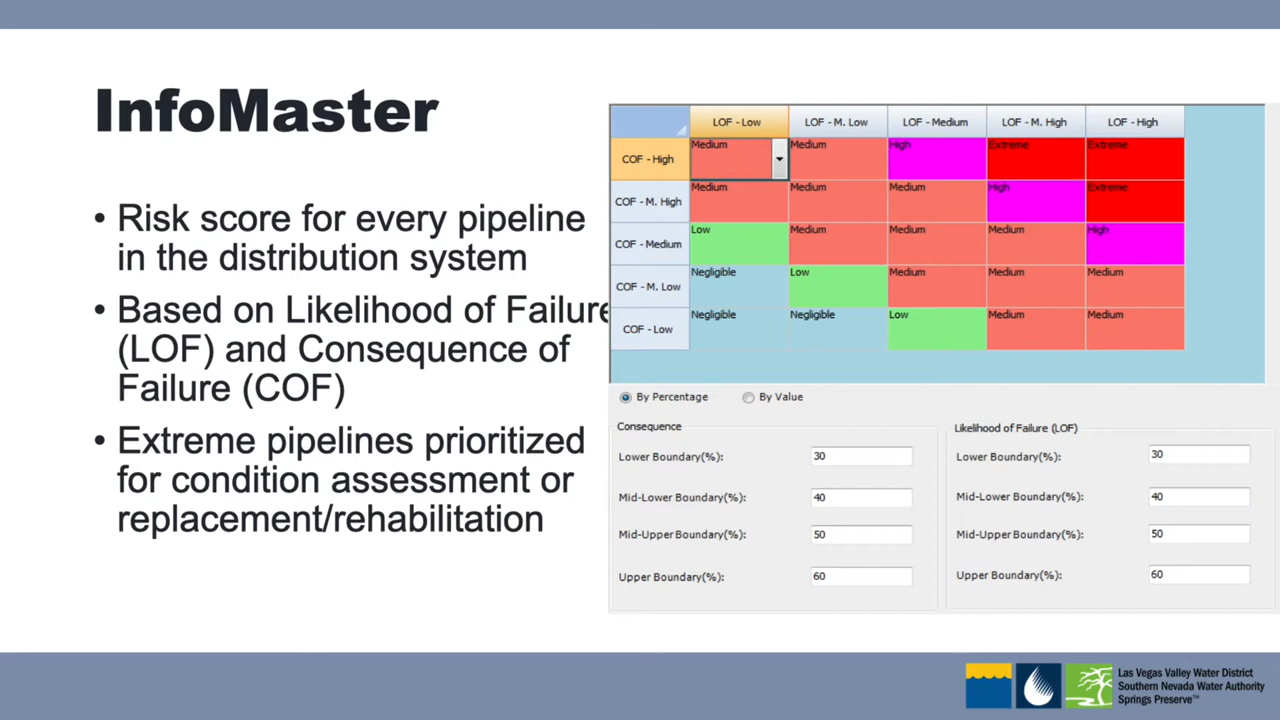 InfoMaster
• Risk score for every pipeline
in the distribution system
• Based on Likelihood of Failure
(LOF) and Consequence of
Failure (COF)
• Extreme pipelines prioritized
for condition assessment or
replacement/rehabilitation
LOF - Low LOF - M. Low LOF - Medium LOF - M. High LOF - High
COF - High Medium Medium High Extreme Extreme
COF - M. High Medium Medium Medium High Extreme
COF - Medium Low Medium Medium Medium High
COF - M. Low Negligible Low Medium Medium Medium
COF - Low Negligible Negligible Low Medium Medium
By Percentage By Value
Consequence
Lower Boundary(%): 30
Mid-Lower Boundary(%): 40
Mid-Upper Boundary(%): 50
Upper Boundary(%): 60
Likelihood of Failure (LOF)
Lower Boundary(%): 30
Mid-Lower Boundary(%): 40
Mid-Upper Boundary(%): 50
Upper Boundary(%): 60
Las Vegas Valley Water District
Southern Nevada Water Authority
Springs Preserve™